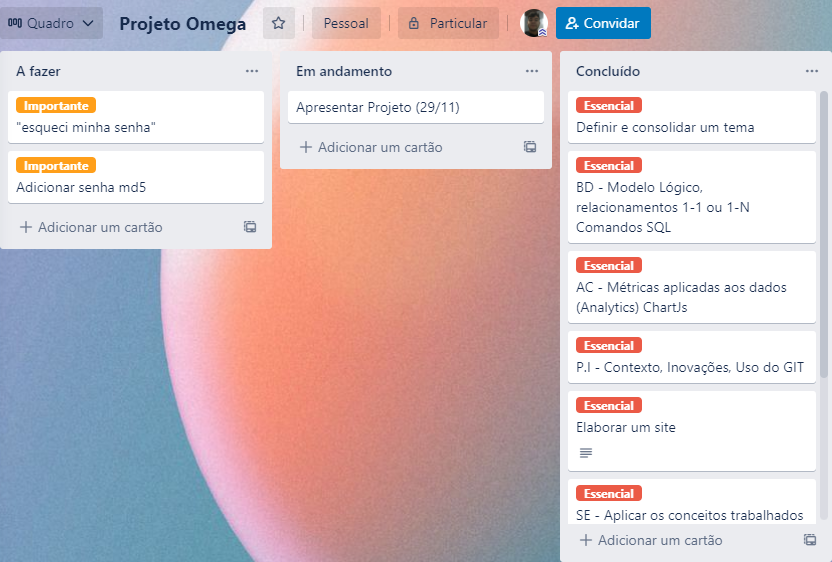 Quadro
Projeto Omega
Pessoal
Particular
Convidar
A fazer
Importante
"esqueci minha senha"
Importante
Adicionar senha md5
+ Adicionar um cartão
Em andamento
Apresentar Projeto (29/11)
+ Adicionar um cartão
Concluído
Essencial
Definir e consolidar um tema
Essencial
BD - Modelo Lógico,
relacionamentos 1-1 ou 1-N
Comandos SQL
Essencial
AC - Métricas aplicadas aos dados
(Analytics) ChartJs
Essencial
P.I - Contexto, Inovações, Uso do GIT
Essencial
Elaborar um site
Essencial
SE - Aplicar os conceitos trabalhados
+ Adicionar um cartão